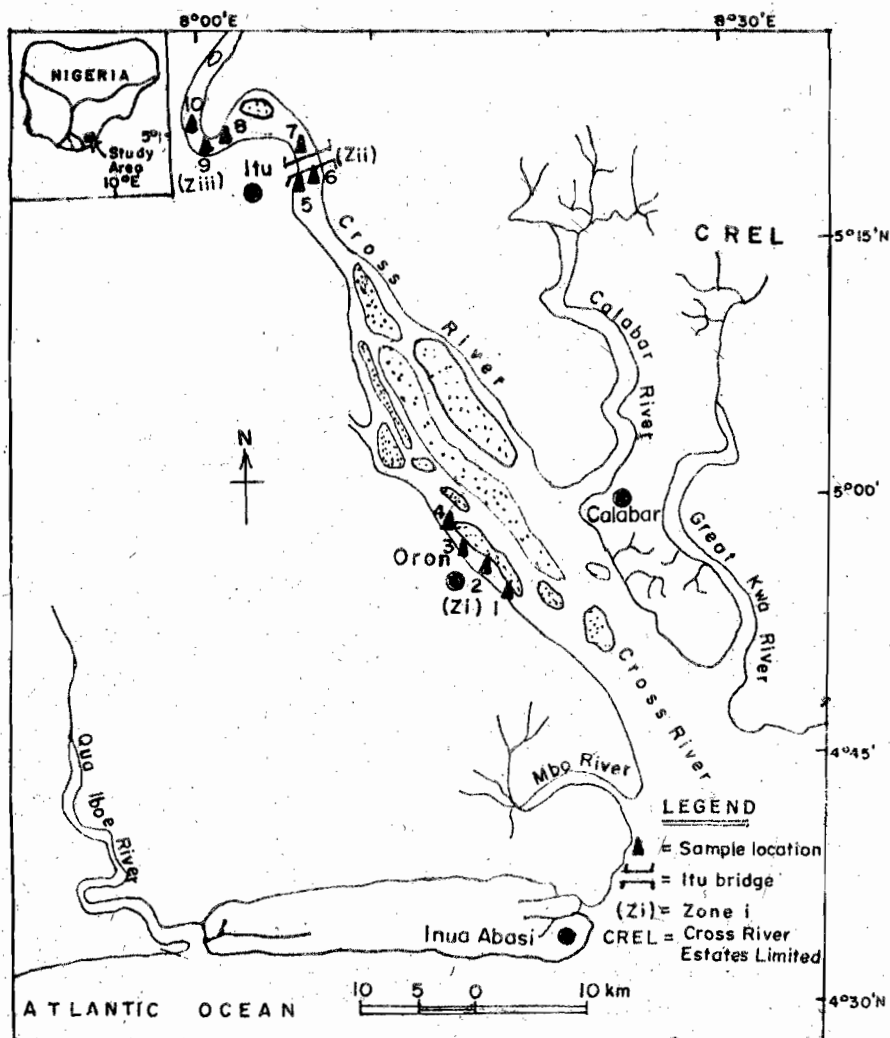 8°00'E
8°30'E
NIGERIA
5°
Study
Area
10°E
10
8
7
9
(Ziii)
Itu
(Zii)
6
5
5°15'N
CREL
Cross
River
Calabar
River
N
5°00'
Calabar
4
3
Oron
2
(Zi) 1
Great
Kwa
River
Cross River
4°45'
Mbo River
Qua
Iboe
River
LEGEND
= Sample location
= Itu bridge
(Zi) = Zone i
CREL = Cross River
Estates Limited
Inua Abasi
ATLANTIC OCEAN
10 5 0 10 km
4°30'N